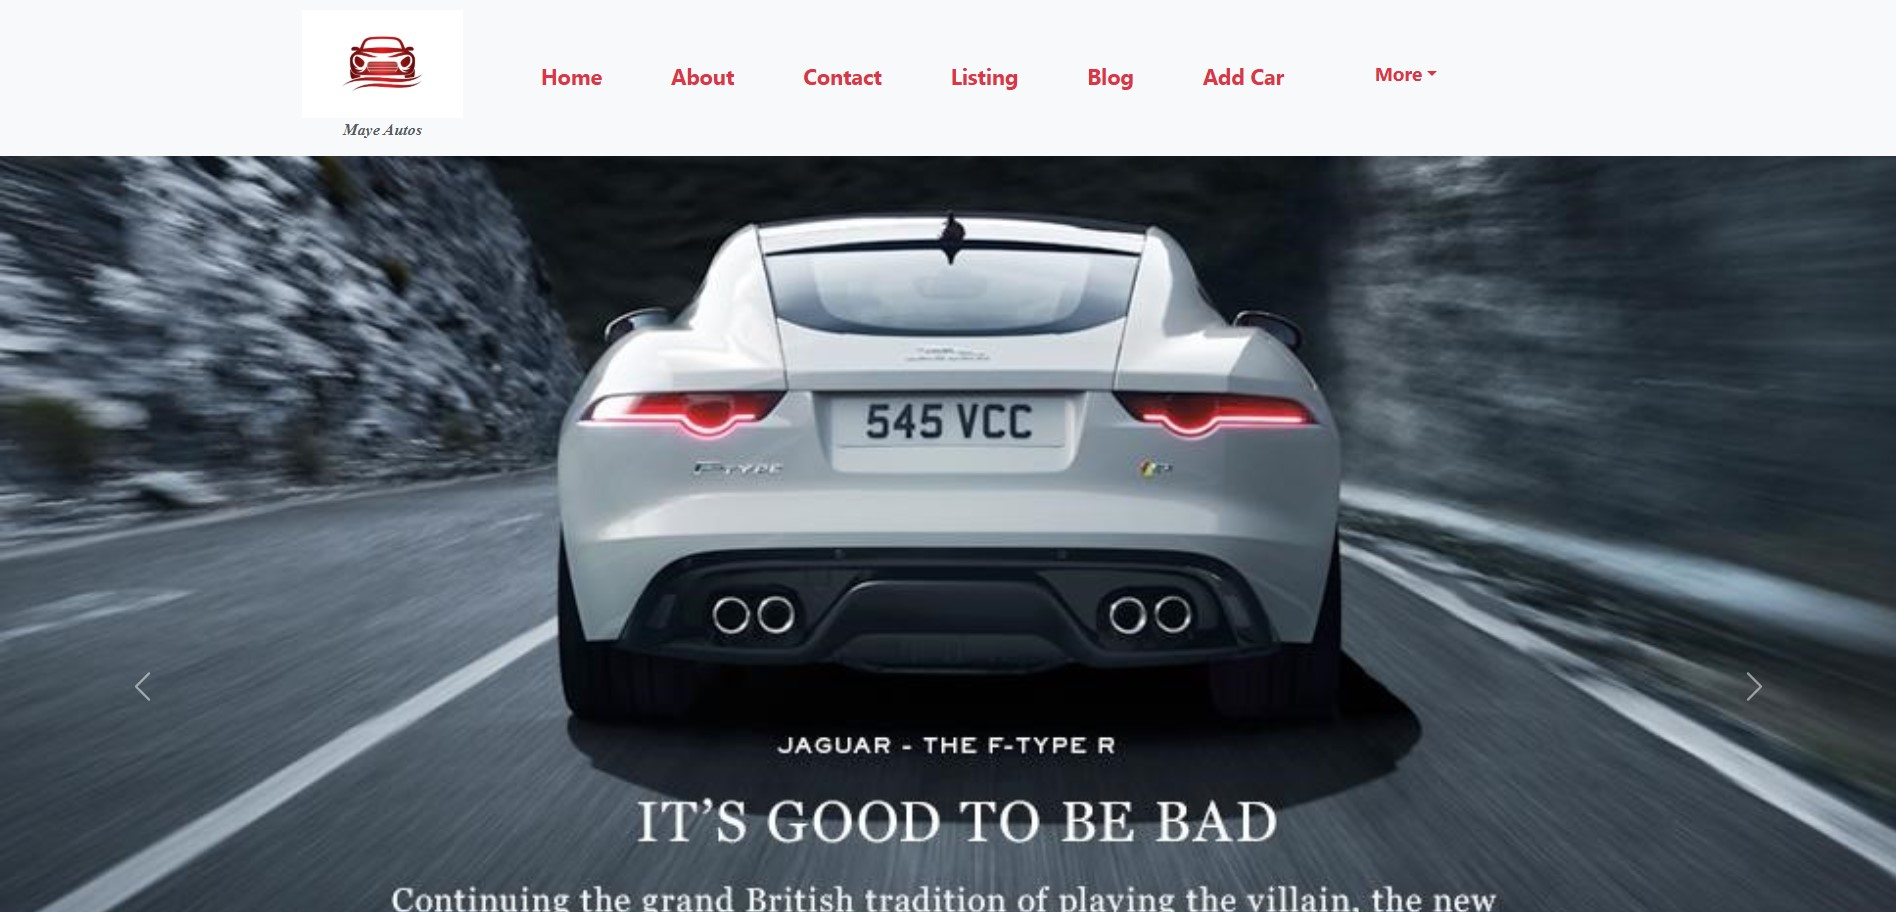 Maye Autos
Home About Contact Listing Blog Add Car More
545 VCC
F-TYPE
JAGUAR - THE F-TYPE R
IT’S GOOD TO BE BAD
Continuing the grand British tradition of playing the villain, the new